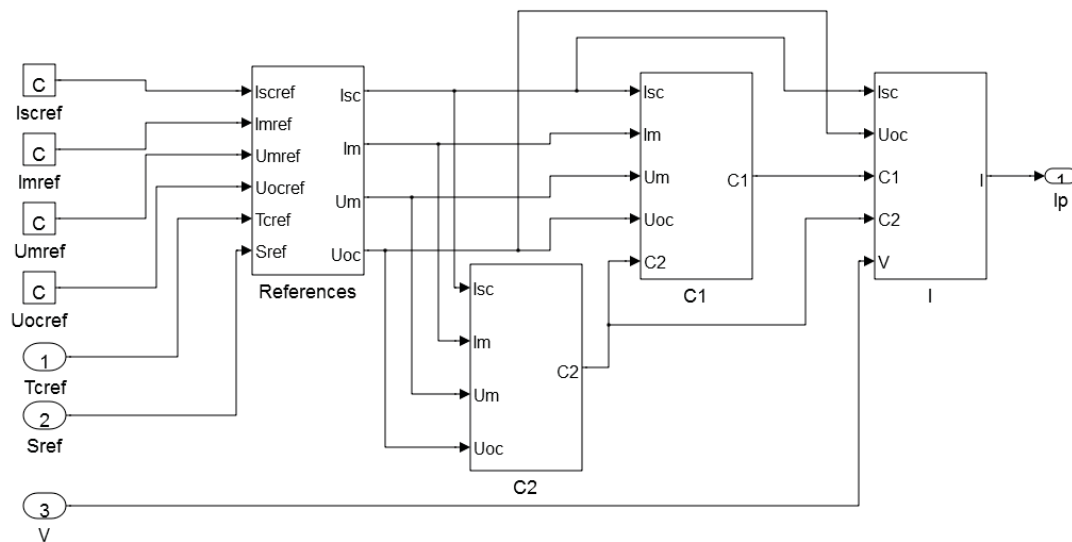 C
Iscref
C
Imref
C
Umref
C
Uocref
1
Tcref
2
Sref
3
V
Iscref
Imref
Umref
Uocref
Tcref
Sref
Isc
Im
Um
Uoc
References
Isc
Im
Um
Uoc
C2
C2
Isc
Im
Um
Uoc
C2
C1
C1
Isc
Uoc
C1
C2
V
I
I
1
Ip